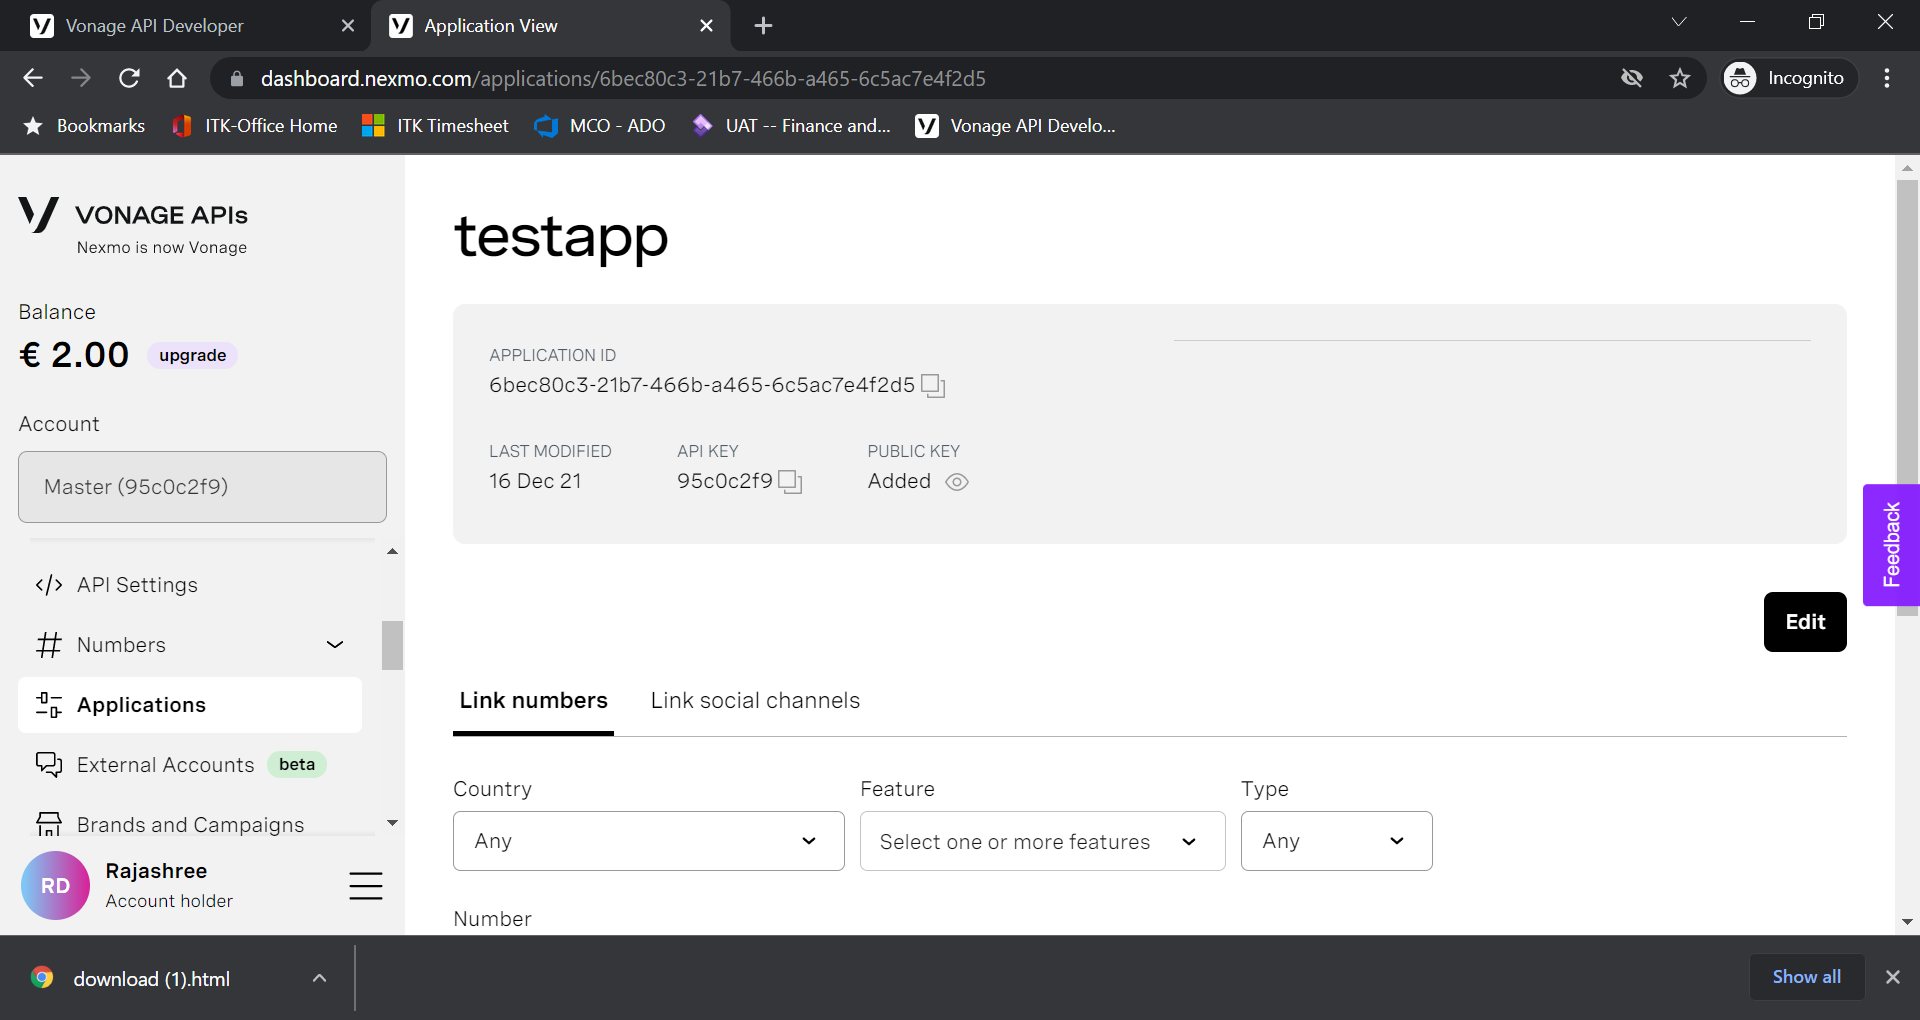 Vonage API Developer
Application View
dashboard.nexmo.com/applications/6bec80c3-21b7-466b-a465-6c5ac7e4f2d5
Incognito
Bookmarks
ITK-Office Home
ITK Timesheet
MCO - ADO
UAT -- Finance and...
Vonage API Develo...
VONAGE APIs
Nexmo is now Vonage
Balance
€ 2.00 upgrade
Account
Master (95c0c2f9)
API Settings
Numbers
Applications
External Accounts beta
Brands and Campaigns
RD
Rajashree
Account holder
testapp
APPLICATION ID
6bec80c3-21b7-466b-a465-6c5ac7e4f2d5
LAST MODIFIED
16 Dec 21
API KEY
95c0c2f9
PUBLIC KEY
Added
Feedback
Edit
Link numbers
Link social channels
Country
Any
Feature
Select one or more features
Type
Any
Number
download (1).html
Show all